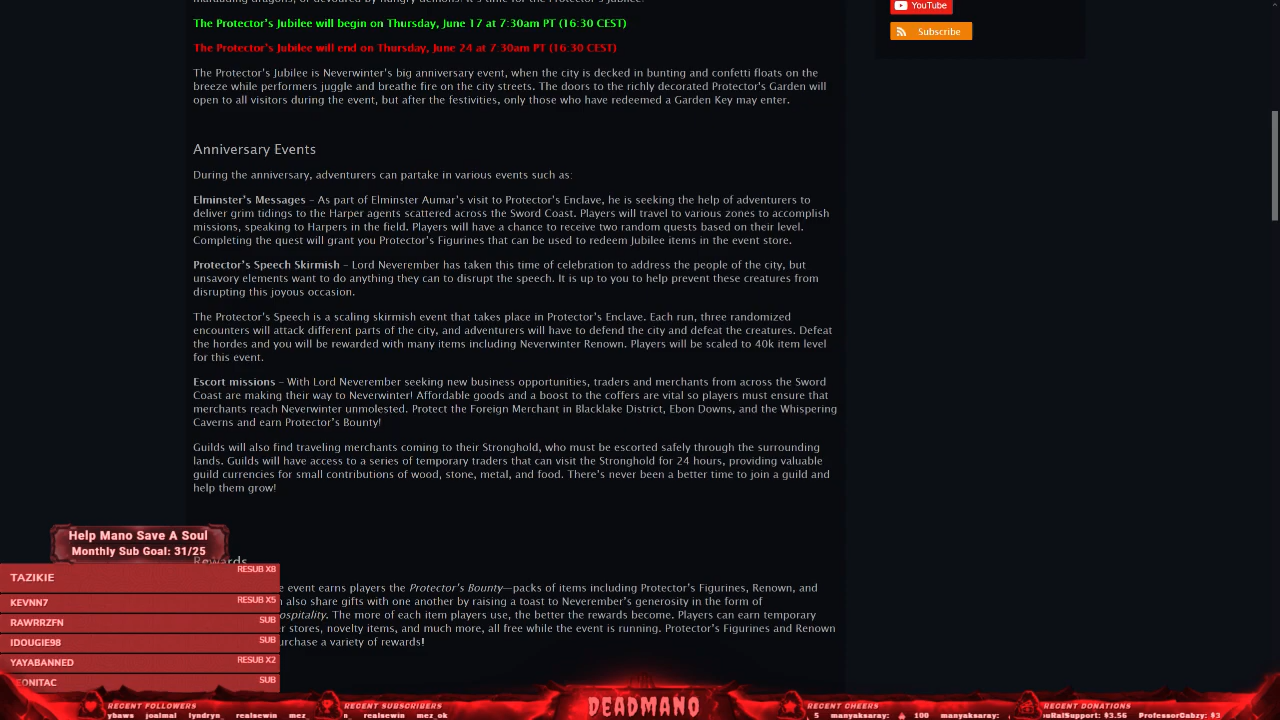 marauding dragons, or devoured by hungry demons. It's time for the Protector's Jubilee!
The Protector's Jubilee will begin on Thursday, June 17 at 7:30am PT (16:30 CEST)
The Protector's Jubilee will end on Thursday, June 24 at 7:30am PT (16:30 CEST)
The Protector's Jubilee is Neverwinter's big anniversary event, when the city is decked in bunting and confetti floats on the
breeze while performers juggle and breathe fire on the city streets. The doors to the richly decorated Protector's Garden will
open to all visitors during the event, but after the festivities, only those who have redeemed a Garden Key may enter.
Anniversary Events
During the anniversary, adventurers can partake in various events such as:
Elminster's Messages – As part of Elminster Aumar's visit to Protector's Enclave, he is seeking the help of adventurers to
deliver grim tidings to the Harper agents scattered across the Sword Coast. Players will travel to various zones to accomplish
missions, speaking to Harpers in the field. Players will have a chance to receive two random quests based on their level.
Completing the quest will grant you Protector's Figurines that can be used to redeem Jubilee items in the event store.
Protector's Speech Skirmish – Lord Neverember has taken this time of celebration to address the people of the city, but
unsavory elements want to do anything they can to disrupt the speech. It is up to you to help prevent these creatures from
disrupting this joyous occasion.
The Protector's Speech is a scaling skirmish event that takes place in Protector's Enclave. Each run, three randomized
encounters will attack different parts of the city, and adventurers will have to defend the city and defeat the creatures. Defeat
the hordes and you will be rewarded with many items including Neverwinter Renown. Players will be scaled to 40k item level
for this event.
Escort missions – With Lord Neverember seeking new business opportunities, traders and merchants from across the Sword
Coast are making their way to Neverwinter! Affordable goods and a boost to the coffers are vital so players must ensure that
merchants reach Neverwinter unmolested. Protect the Foreign Merchant in Blacklake District, Ebon Downs, and the Whispering
Caverns and earn Protector's Bounty!
Guilds will also find traveling merchants coming to their Stronghold, who must be escorted safely through the surrounding
lands. Guilds will have access to a series of temporary traders that can visit the Stronghold for 24 hours, providing valuable
guild currencies for small contributions of wood, stone, metal, and food. There's never been a better time to join a guild and
help them grow!
Rewards
e event earns players the Protector's Bounty—packs of items including Protector's Figurines, Renown, and
also share gifts with one another by raising a toast to Neverember's generosity in the form of
ospitality. The more of each item players use, the better the rewards become. Players can earn temporary
r stores, novelty items, and much more, all free while the event is running. Protector's Figurines and Renown
urchase a variety of rewards!
YouTube
Subscribe
Help Mano Save A Soul
Monthly Sub Goal: 31/25
TAZIKIE RESUB X8
KEVNN7 RESUB X5
RAWRRZFN SUB
IDOUGIE98 SUB
YAYABANNED RESUB X2
EONITAC SUB
RECENT FOLLOWERS
ybaws joalmal lyndryn_ realsewin mez_
RECENT SUBSCRIBERS
realsewin mez_ok
DEADMANO
RECENT CHEERS
5 manyaksaray: 100 manyaksaray:
RECENT DONATIONS
Support: $3.56 ProfessorGabzy: $3